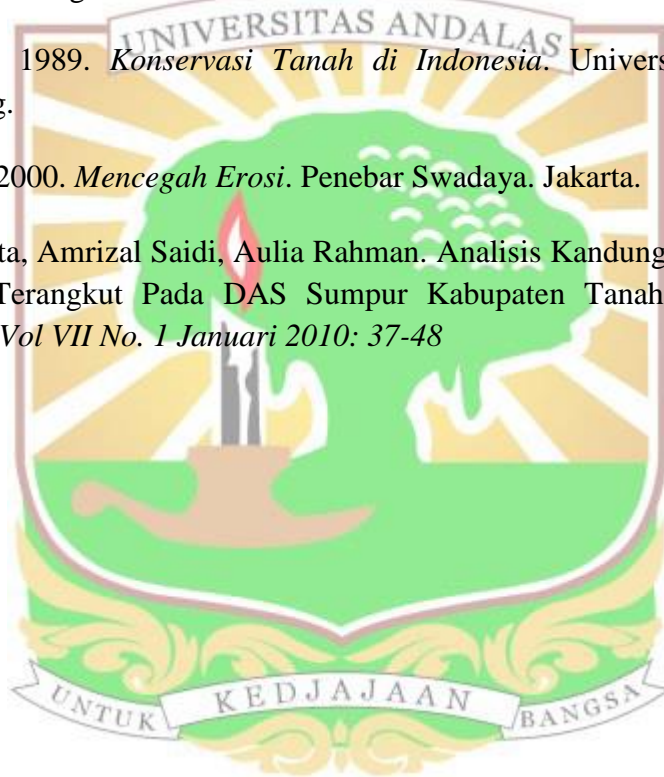 UNIVERSITAS ANDALAS
1989. Konservasi Tanah di Indonesia. Univers
g.
2000. Mencegah Erosi. Penebar Swadaya. Jakarta.
ta, Amrizal Saidi, Aulia Rahman. Analisis Kandung
Terangkut Pada DAS Sumpur Kabupaten Tanah
Vol VII No. 1 Januari 2010: 37-48
UNTUK KEDJAJAAN BANGSA